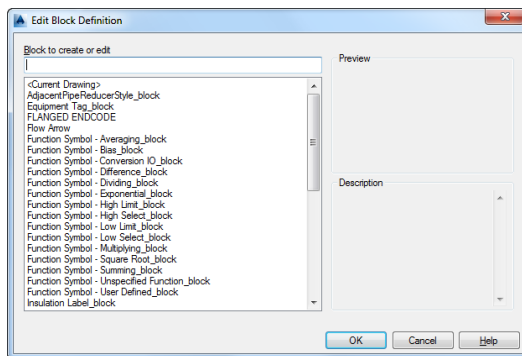 Edit Block Definition
Block to create or edit
Preview
<Current Drawing>
AdjacentPipeReducerStyle_block
Equipment Tag_block
FLANGED ENDCODE
Flow Arrow
Function Symbol - Averaging_block
Function Symbol - Bias_block
Function Symbol - Conversion IO_block
Function Symbol - Difference_block
Function Symbol - Dividing_block
Function Symbol - Exponential_block
Function Symbol - High Limit_block
Function Symbol - High Select_block
Function Symbol - Low Limit_block
Function Symbol - Low Select_block
Function Symbol - Multiplying_block
Function Symbol - Square Root_block
Function Symbol - Summing_block
Function Symbol - Unspecified Function_block
Function Symbol - User Defined_block
Insulation Label_block
Description
OK Cancel Help